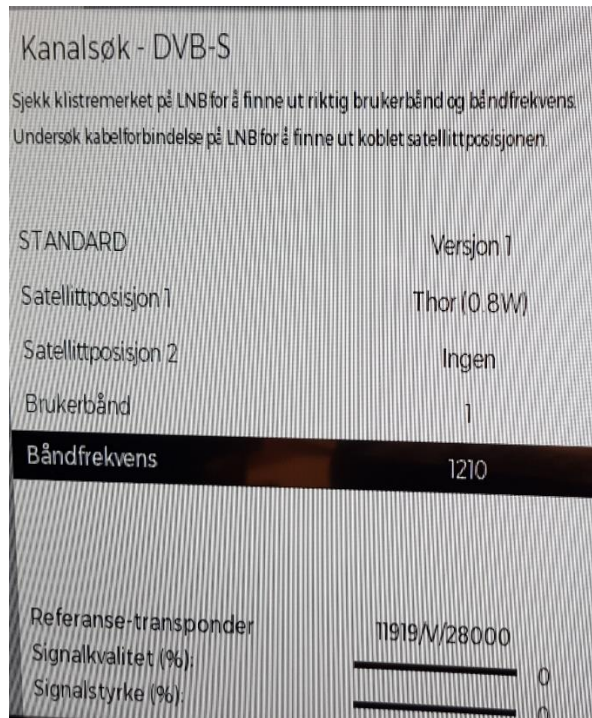 Kanalsøk - DVB-S
Sjekk klistremerket på LNB for å finne ut riktig brukerbånd og båndfrekvens.
Undersøk kabelforbindelse på LNB for å finne ut koblet satellittposisjonen.
STANDARD Versjon 1
Satellittposisjon 1 Thor (0.8W)
Satellittposisjon 2 Ingen
Brukerbånd 1
Båndfrekvens 1210
Referanse-transponder 11919/V/28000
Signalkvalitet (%): 0
Signalstyrke (%): 0